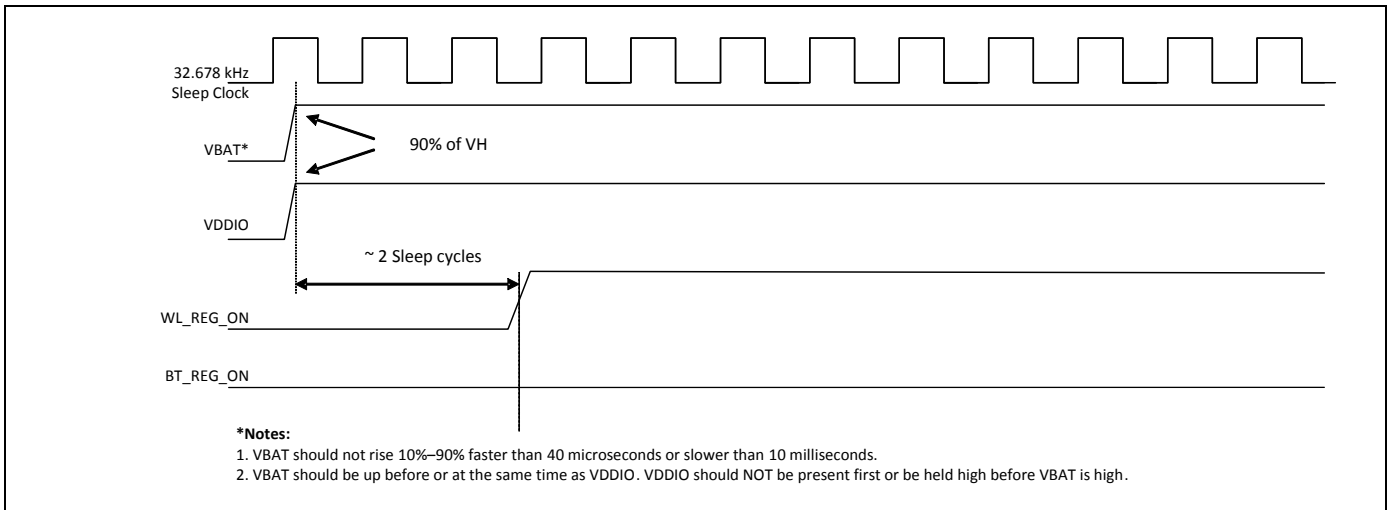 32.678 kHz
Sleep Clock
VBAT*
90% of VH
VDDIO
~ 2 Sleep cycles
WL_REG_ON
BT_REG_ON
*Notes:
1. VBAT should not rise 10%–90% faster than 40 microseconds or slower than 10 milliseconds.
2. VBAT should be up before or at the same time as VDDIO. VDDIO should NOT be present first or be held high before VBAT is high.